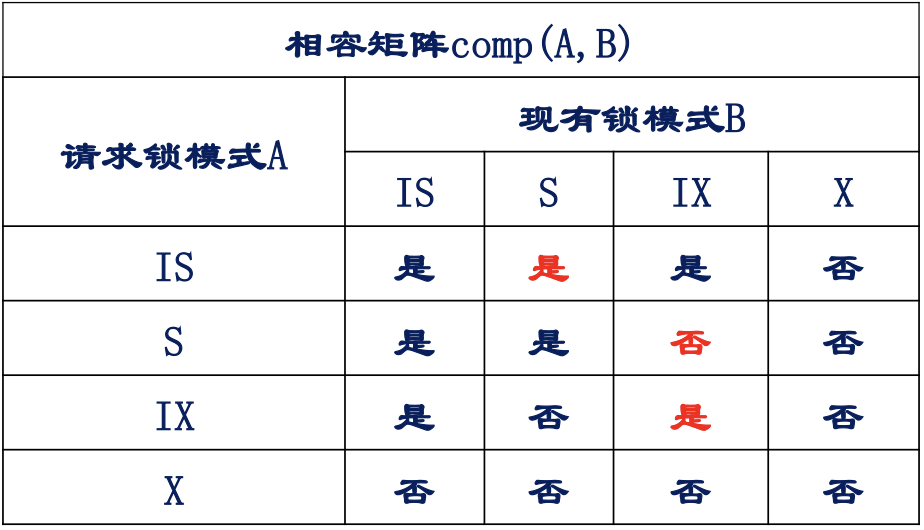 相容矩阵comp(A,B)
请求锁模式A 现有锁模式B
IS S IX X
IS 是 是 是 否
S 是 是 否 否
IX 是 否 是 否
X 否 否 否 否